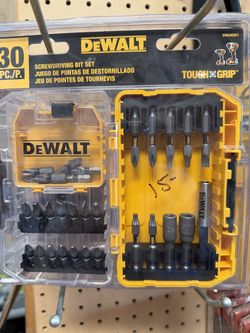 30
PC./P.
DEWALT
SCREWDRIVING BIT SET
JUEGO DE PUNTAS DE DESTORNILLADO
JEU DE POINTES DE TOURNEVIS
TOUGH GRIP
DEWALT
15-
DEWALT